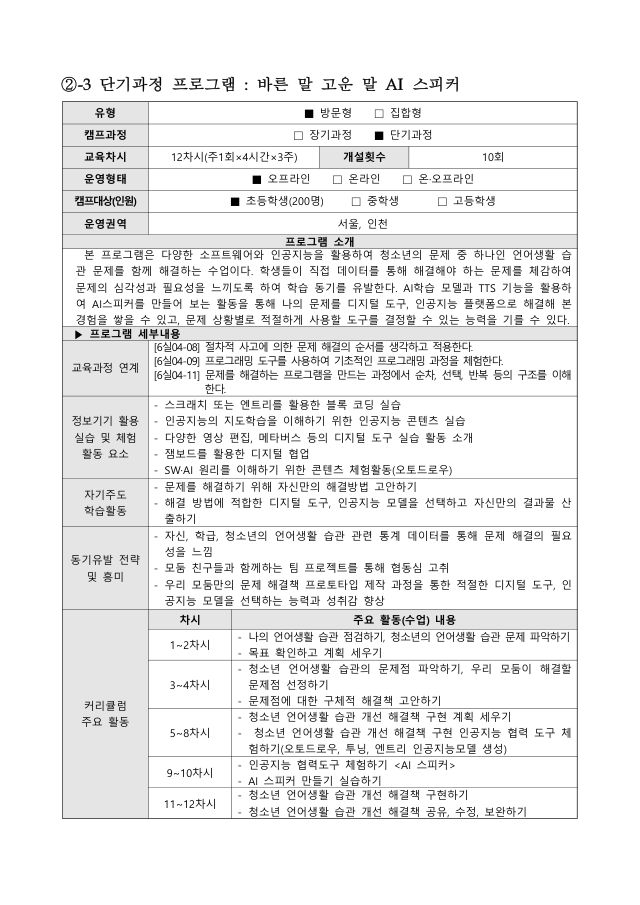 ②-3 단기과정 프로그램 : 바른 말 고운 말 AI 스피커
유형 ■ 방문형 □ 집합형
캠프과정 □ 장기과정 ■ 단기과정
교육차시 12차시(주1회×4시간×3주) 개설횟수 10회
운영형태 ■ 오프라인 □ 온라인 □ 온·오프라인
캠프대상(인원) ■ 초등학생(200명) □ 중학생 □ 고등학생
운영권역 서울, 인천
프로그램 소개
본 프로그램은 다양한 소프트웨어와 인공지능을 활용하여 청소년의 문제 중 하나인 언어생활 습
관 문제를 함께 해결하는 수업이다. 학생들이 직접 데이터를 통해 해결해야 하는 문제를 체감하여
문제의 심각성과 필요성을 느끼도록 하여 학습 동기를 유발한다. AI학습 모델과 TTS 기능을 활용하
여 AI스피커를 만들어 보는 활동을 통해 나의 문제를 디지털 도구, 인공지능 플랫폼으로 해결해 본
경험을 쌓을 수 있고, 문제 상황별로 적절하게 사용할 도구를 결정할 수 있는 능력을 기를 수 있다.
▶ 프로그램 세부내용
교육과정 연계
[6실04-08] 절차적 사고에 의한 문제 해결의 순서를 생각하고 적용한다.
[6실04-09] 프로그래밍 도구를 사용하여 기초적인 프로그래밍 과정을 체험한다.
[6실04-11] 문제를 해결하는 프로그램을 만드는 과정에서 순차, 선택, 반복 등의 구조를 이해
한다.
정보기기 활용
실습 및 체험
활동 요소
- 스크래치 또는 엔트리를 활용한 블록 코딩 실습
- 인공지능의 지도학습을 이해하기 위한 인공지능 콘텐츠 실습
- 다양한 영상 편집, 메타버스 등의 디지털 도구 실습 활동 소개
- 잼보드를 활용한 디지털 협업
- SW·AI 원리를 이해하기 위한 콘텐츠 체험활동(오토드로우)
자기주도
학습활동
- 문제를 해결하기 위해 자신만의 해결방법 고안하기
- 해결 방법에 적합한 디지털 도구, 인공지능 모델을 선택하고 자신만의 결과물 산
출하기
동기유발 전략
및 흥미
- 자신, 학급, 청소년의 언어생활 습관 관련 통계 데이터를 통해 문제 해결의 필요
성을 느낌
- 모둠 친구들과 함께하는 팀 프로젝트를 통해 협동심 고취
- 우리 모둠만의 문제 해결책 프로토타입 제작 과정을 통한 적절한 디지털 도구, 인
공지능 모델을 선택하는 능력과 성취감 향상
커리큘럼
주요 활동
차시 주요 활동(수업) 내용
1~2차시
- 나의 언어생활 습관 점검하기, 청소년의 언어생활 습관 문제 파악하기
- 목표 확인하고 계획 세우기
3~4차시
- 청소년 언어생활 습관의 문제점 파악하기, 우리 모둠이 해결할
문제점 선정하기
- 문제점에 대한 구체적 해결책 고안하기
5~8차시
- 청소년 언어생활 습관 개선 해결책 구현 계획 세우기
- 청소년 언어생활 습관 개선 해결책 구현 인공지능 협력 도구 체
험하기(오토드로우, 투닝, 엔트리 인공지능모델 생성)
9~10차시
- 인공지능 협력도구 체험하기 <AI 스피커>
- AI 스피커 만들기 실습하기
11~12차시
- 청소년 언어생활 습관 개선 해결책 구현하기
- 청소년 언어생활 습관 개선 해결책 공유, 수정, 보완하기